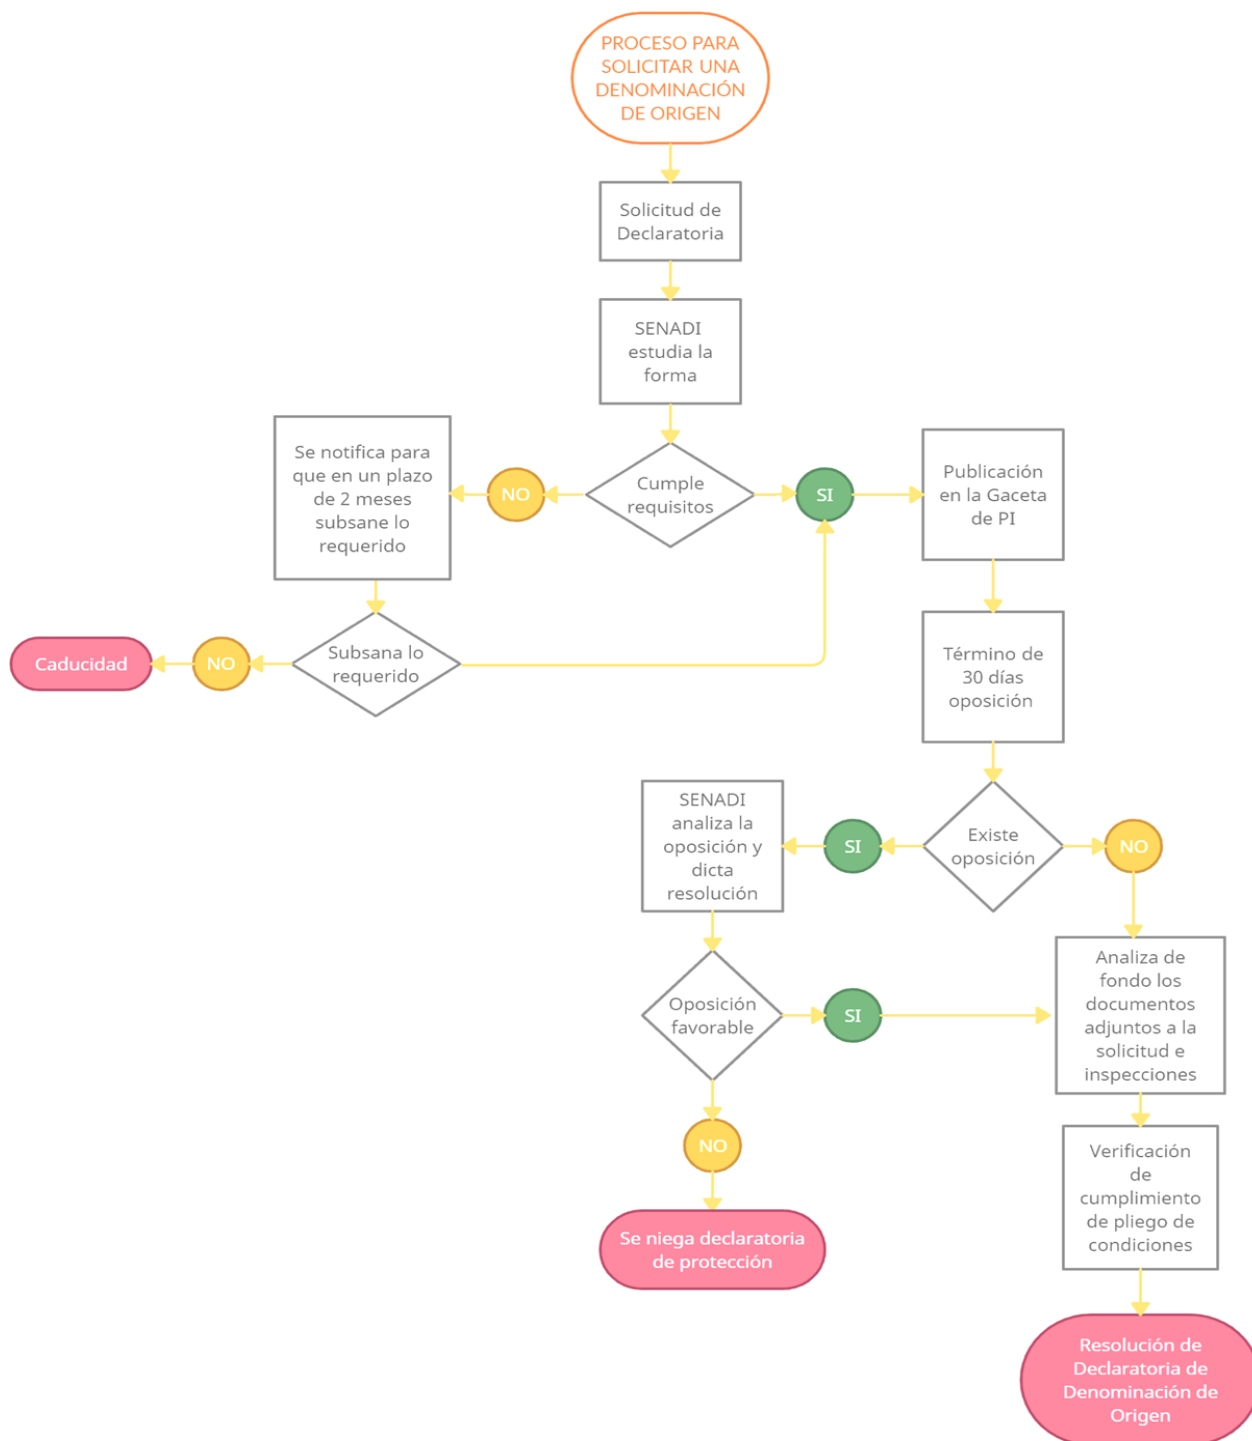 PROCESO PARA
SOLICITAR UNA
DENOMINACIÓN
DE ORIGEN
Solicitud de
Declaratoria
SENADI
estudia la
forma
Cumple
requisitos
NO
SI
Se notifica para
que en un plazo
de 2 meses
subsane lo
requerido
Publicación
en la Gaceta
de PI
Subsana lo
requerido
NO
Caducidad
Término de
30 días
oposición
Existe
oposición
SI
NO
SENADI
analiza la
oposición y
dicta
resolución
Oposición
favorable
SI
NO
Se niega declaratoria
de protección
Analiza de
fondo los
documentos
adjuntos a la
solicitud e
inspecciones
Verificación
de
cumplimiento
de pliego de
condiciones
Resolución de
Declaratoria de
Denominación de
Origen